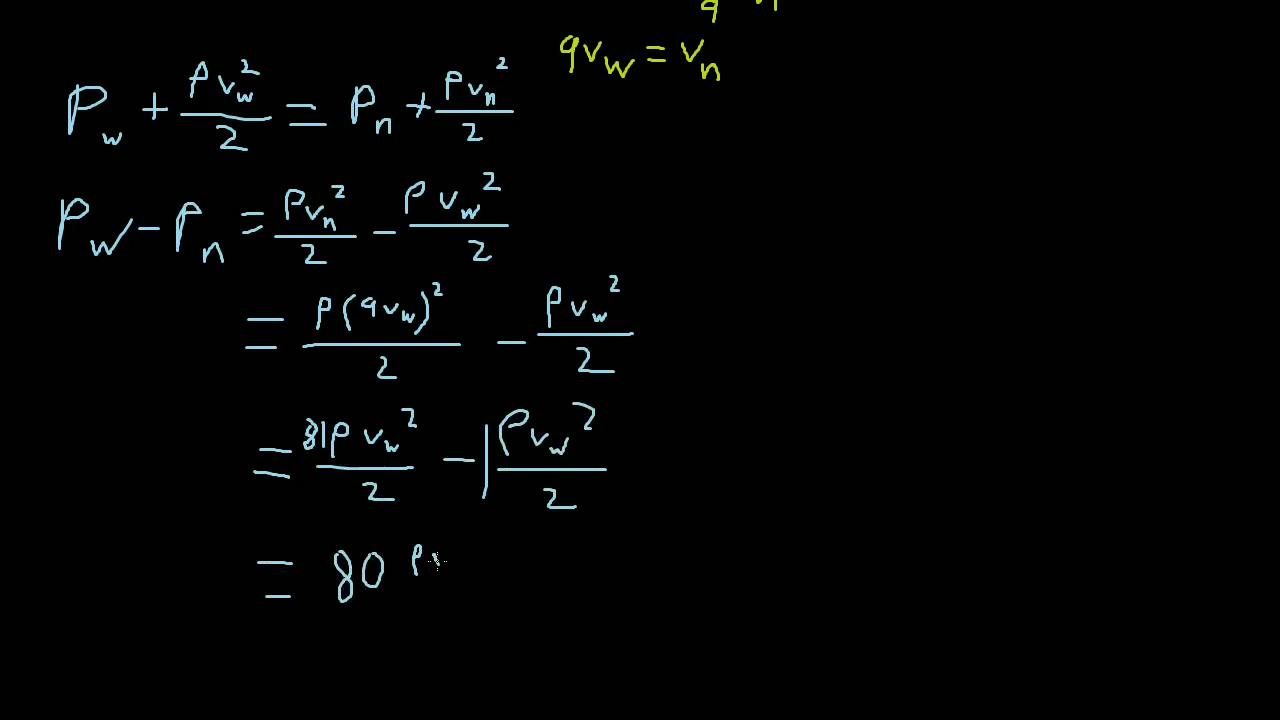 9v_w = v_n
P_w + ρv_w²/2 = P_n + ρv_n²/2
P_w - P_n = ρv_n²/2 - ρv_w²/2
= ρ(9v_w)²/2 - ρv_w²/2
= 81ρv_w²/2 - 1ρv_w²/2
= 80 ρv